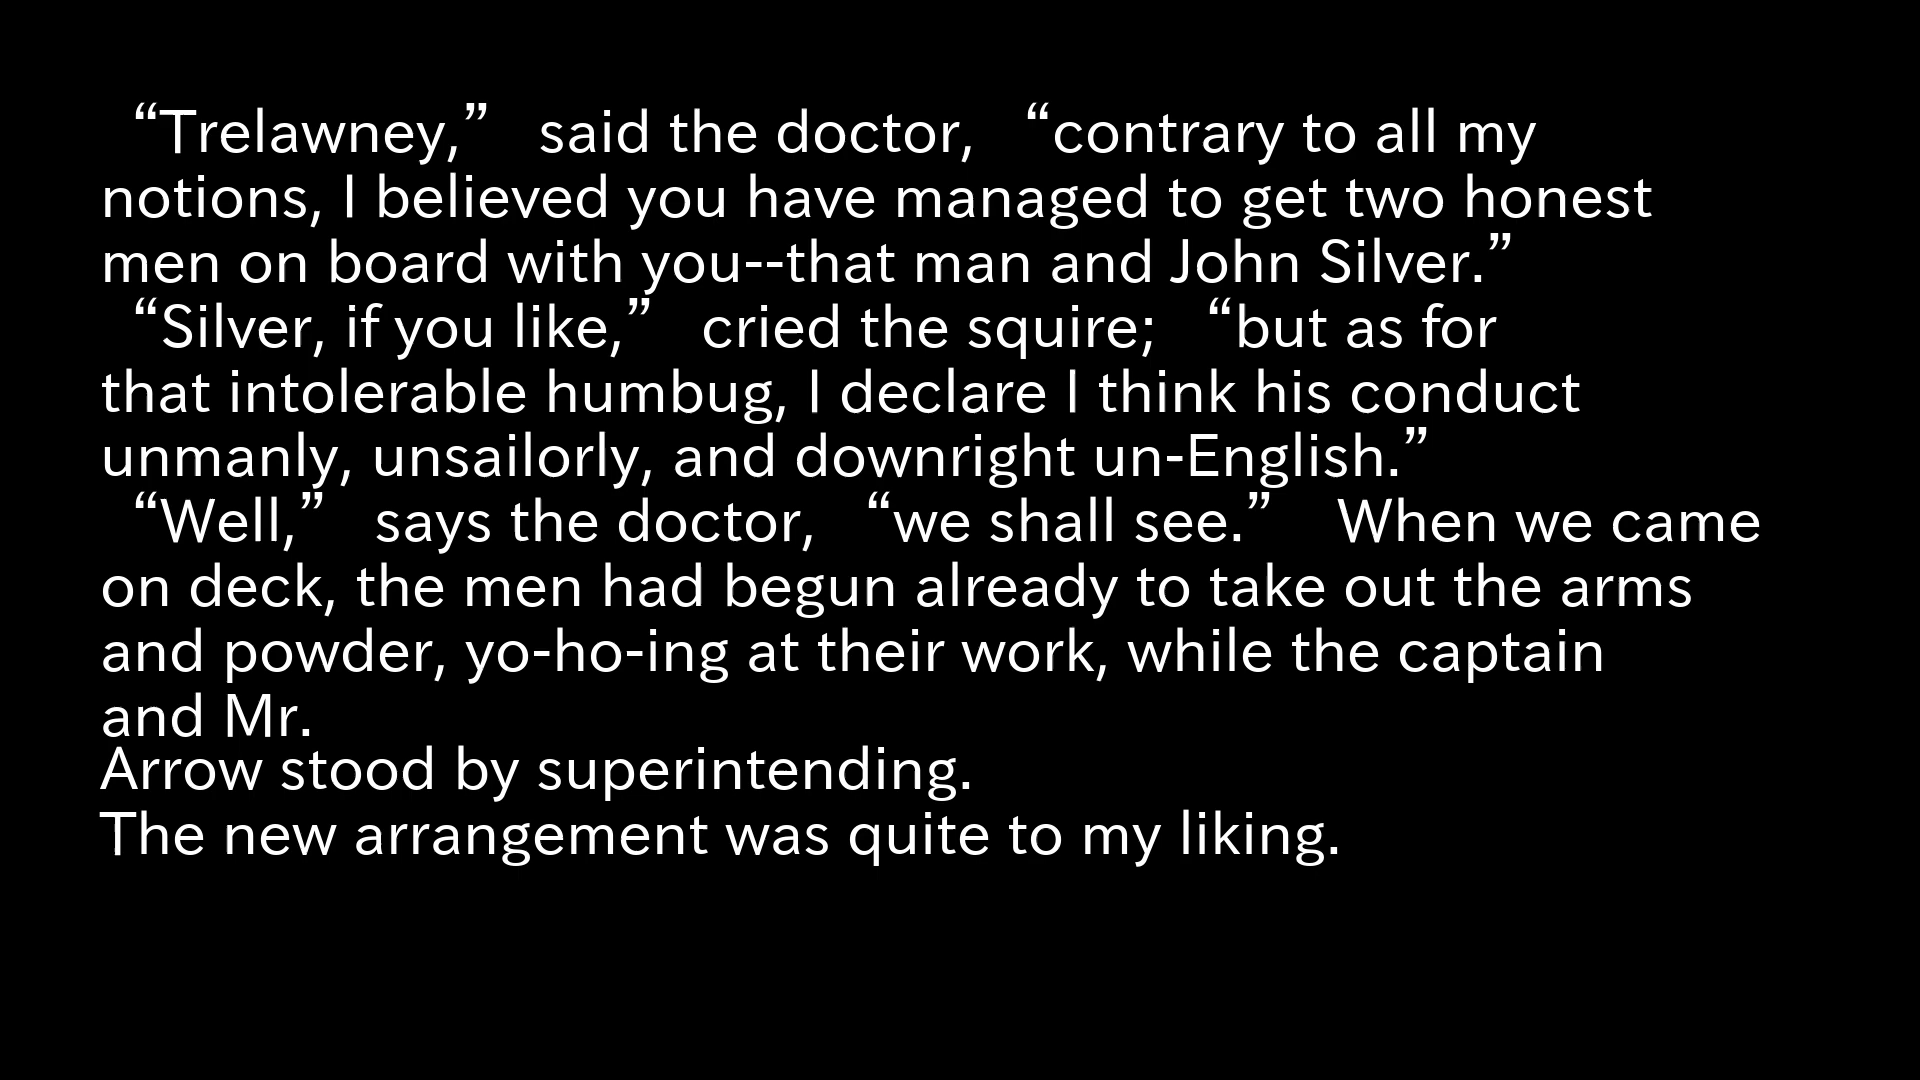 “Trelawney,” said the doctor, “contrary to all my
notions, I believed you have managed to get two honest
men on board with you--that man and John Silver.”
“Silver, if you like,” cried the squire; “but as for
that intolerable humbug, I declare I think his conduct
unmanly, unsailorly, and downright un-English.”
“Well,” says the doctor, “we shall see.” When we came
on deck, the men had begun already to take out the arms
and powder, yo-ho-ing at their work, while the captain
and Mr.
Arrow stood by superintending.
The new arrangement was quite to my liking.